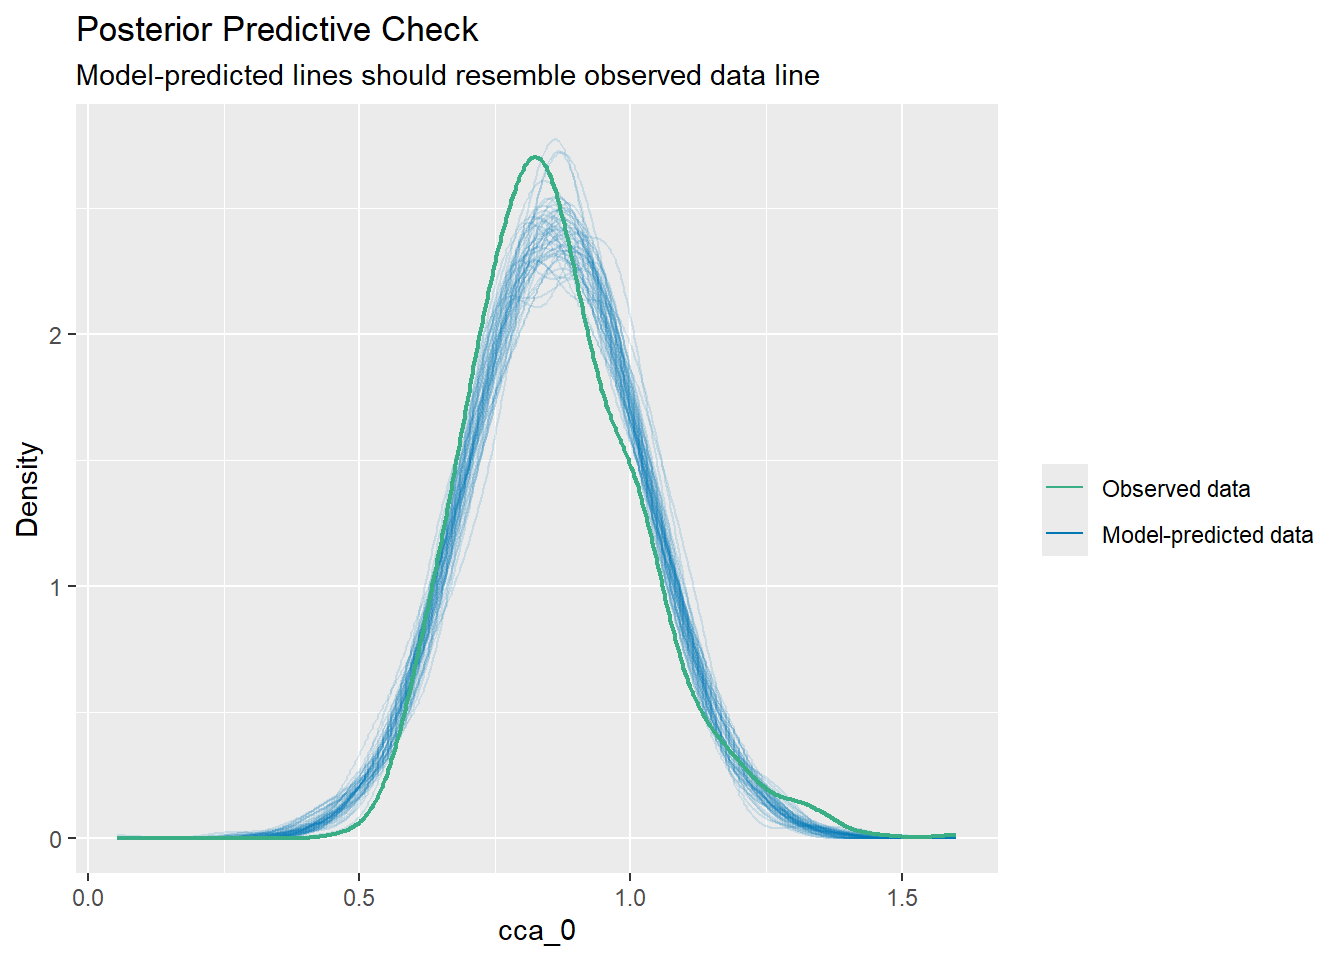 Posterior Predictive Check
Model-predicted lines should resemble observed data line
Density
2
1
0
0.0
0.5
1.0
1.5
cca_0
Observed data
Model-predicted data